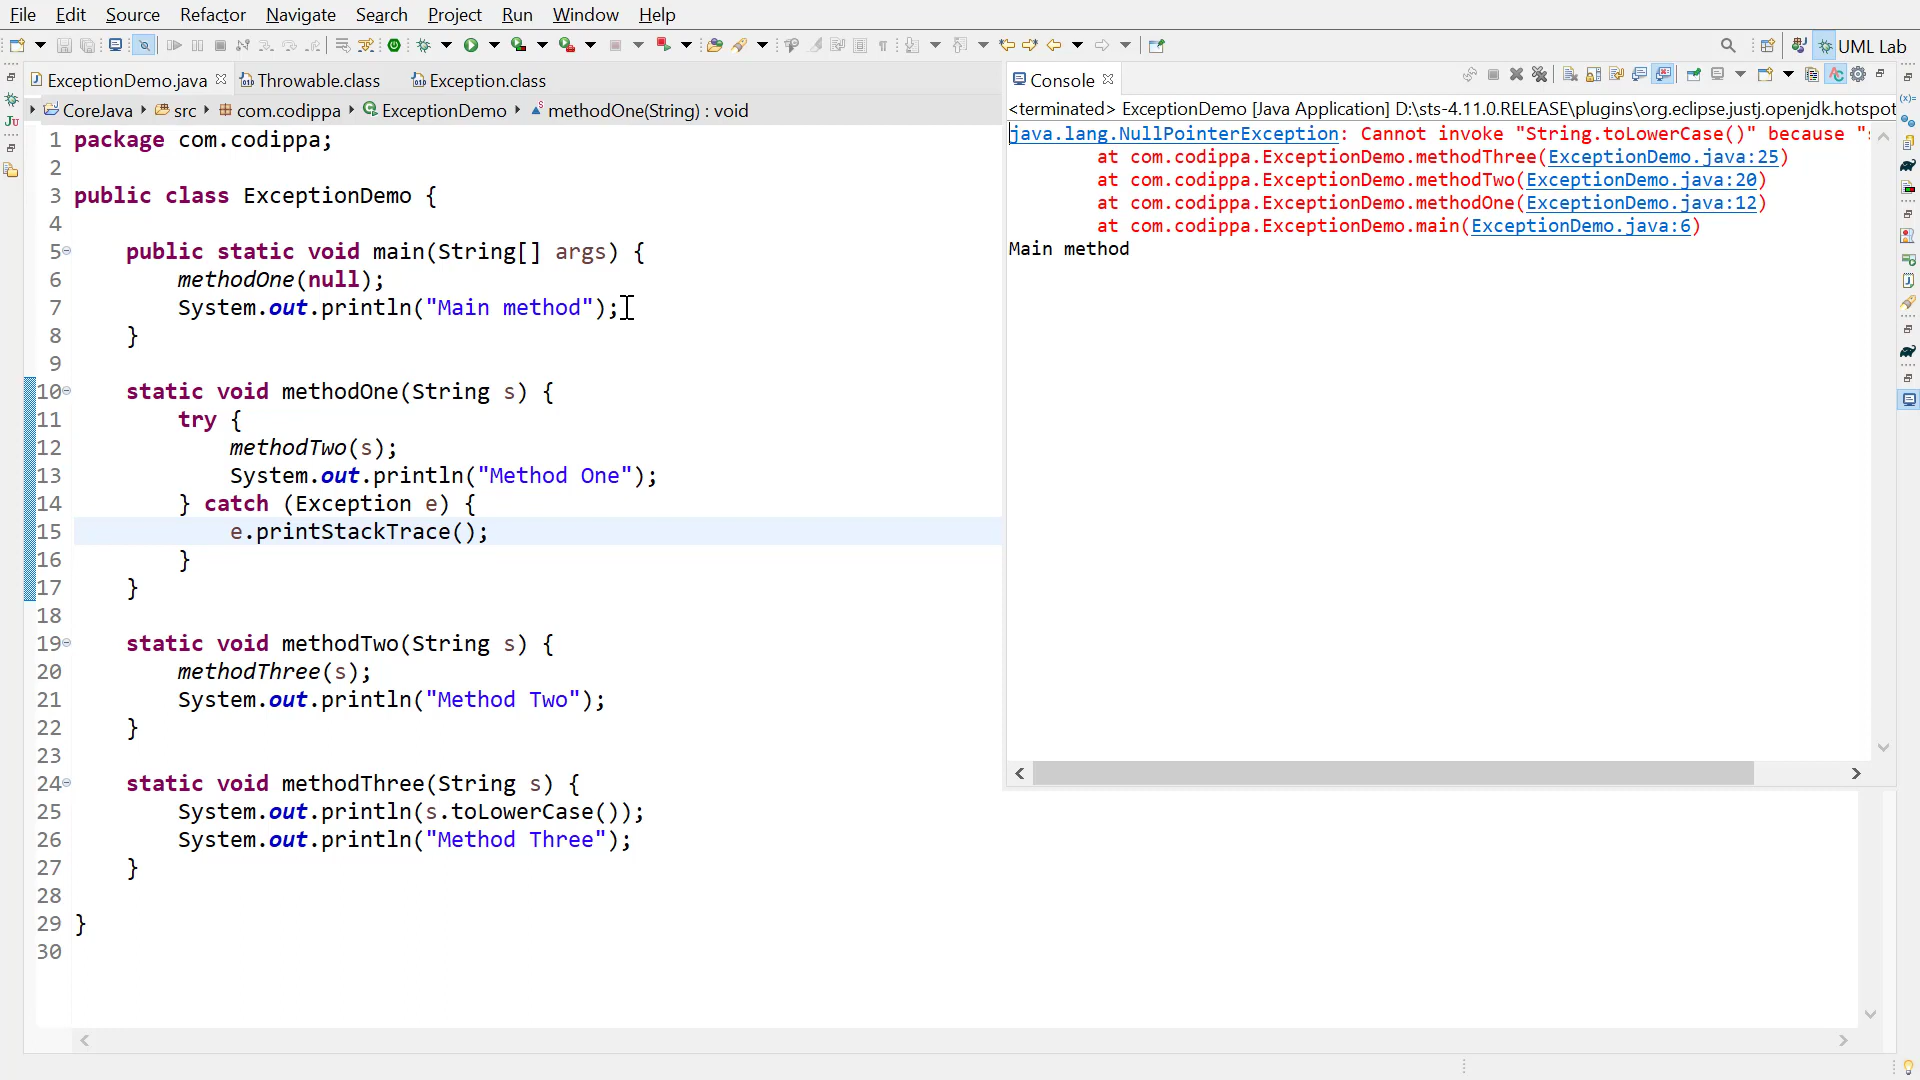 File Edit Source Refactor Navigate Search Project Run Window Help
UML Lab
ExceptionDemo.java Throwable.class Exception.class
CoreJava src com.codippa ExceptionDemo methodOne(String) : void
1 package com.codippa;
2
3 public class ExceptionDemo {
4
5 public static void main(String[] args) {
6 methodOne(null);
7 System.out.println("Main method");
8 }
9
10 static void methodOne(String s) {
11 try {
12 methodTwo(s);
13 System.out.println("Method One");
14 } catch (Exception e) {
15 e.printStackTrace();
16 }
17 }
18
19 static void methodTwo(String s) {
20 methodThree(s);
21 System.out.println("Method Two");
22 }
23
24 static void methodThree(String s) {
25 System.out.println(s.toLowerCase());
26 System.out.println("Method Three");
27 }
28
29 }
30
Console
<terminated> ExceptionDemo [Java Application] D:\sts-4.11.0.RELEASE\plugins\org.eclipse.justj.openjdk.hotspot
java.lang.NullPointerException: Cannot invoke "String.toLowerCase()" because "
at com.codippa.ExceptionDemo.methodThree(ExceptionDemo.java:25)
at com.codippa.ExceptionDemo.methodTwo(ExceptionDemo.java:20)
at com.codippa.ExceptionDemo.methodOne(ExceptionDemo.java:12)
at com.codippa.ExceptionDemo.main(ExceptionDemo.java:6)
Main method